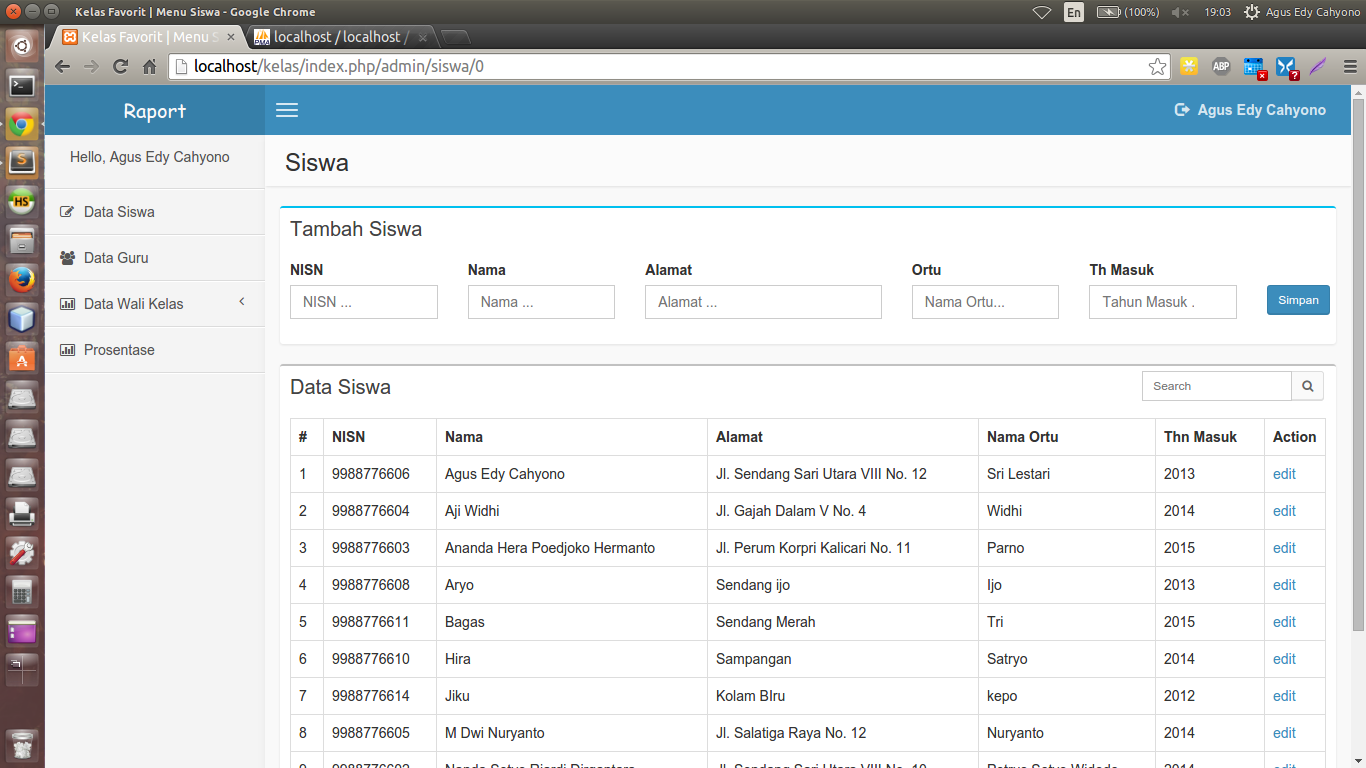 Kelas Favorit | Menu Siswa - Google Chrome
En (100%) 19:03 Agus Edy Cahyono
Kelas Favorit | Menu S
localhost / localhost /
localhost/kelas/index.php/admin/siswa/0
ABP
Raport
Agus Edy Cahyono
Hello, Agus Edy Cahyono
Data Siswa
Data Guru
Data Wali Kelas
Prosentase
Siswa
Tambah Siswa
NISN Nama Alamat Ortu Th Masuk
NISN ... Nama ... Alamat ... Nama Ortu... Tahun Masuk . Simpan
Data Siswa
Search
# NISN Nama Alamat Nama Ortu Thn Masuk Action
1 9988776606 Agus Edy Cahyono Jl. Sendang Sari Utara VIII No. 12 Sri Lestari 2013 edit
2 9988776604 Aji Widhi Jl. Gajah Dalam V No. 4 Widhi 2014 edit
3 9988776603 Ananda Hera Poedjoko Hermanto Jl. Perum Korpri Kalicari No. 11 Parno 2015 edit
4 9988776608 Aryo Sendang ijo Ijo 2013 edit
5 9988776611 Bagas Sendang Merah Tri 2015 edit
6 9988776610 Hira Sampangan Satryo 2014 edit
7 9988776614 Jiku Kolam BIru kepo 2012 edit
8 9988776605 M Dwi Nuryanto Jl. Salatiga Raya No. 12 Nuryanto 2014 edit